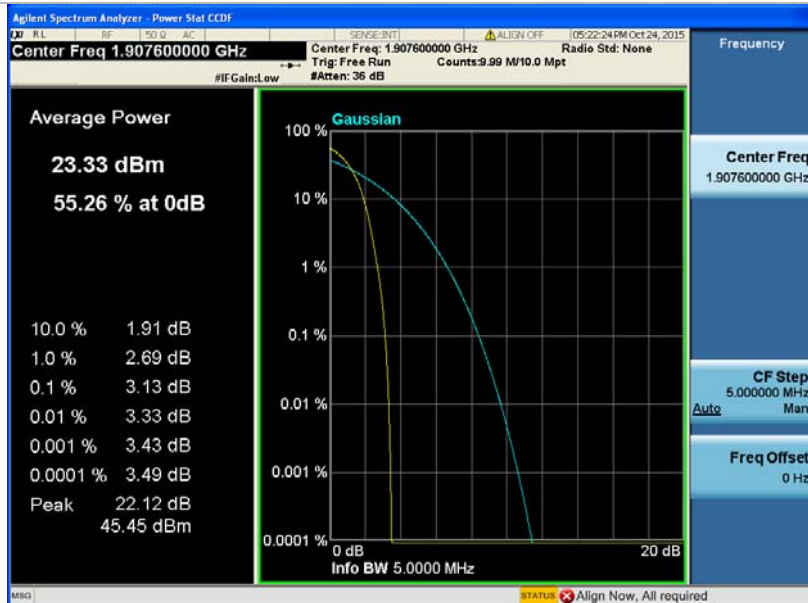 Agilent Spectrum Analyzer - Power Stat CCDF
LXI RL RF 50 Ω AC SENSE:INT ALIGN OFF 05:22:24 PM Oct 24, 2015
Center Freq 1.907600000 GHz
Center Freq: 1.907600000 GHz Radio Std: None
Trig: Free Run Counts:9.99 M/10.0 Mpt
#IFGain:Low #Atten: 36 dB
Frequency
Average Power
23.33 dBm
55.26 % at 0dB
10.0 % 1.91 dB
1.0 % 2.69 dB
0.1 % 3.13 dB
0.01 % 3.33 dB
0.001 % 3.43 dB
0.0001 % 3.49 dB
Peak 22.12 dB
45.45 dBm
Gaussian
100 %
10 %
1 %
0.1 %
0.01 %
0.001 %
0.0001 %
0 dB 20 dB
Info BW 5.0000 MHz
Center Freq
1.907600000 GHz
CF Step
5.000000 MHz
Auto Man
Freq Offset
0 Hz
MSG STATUS Align Now, All required